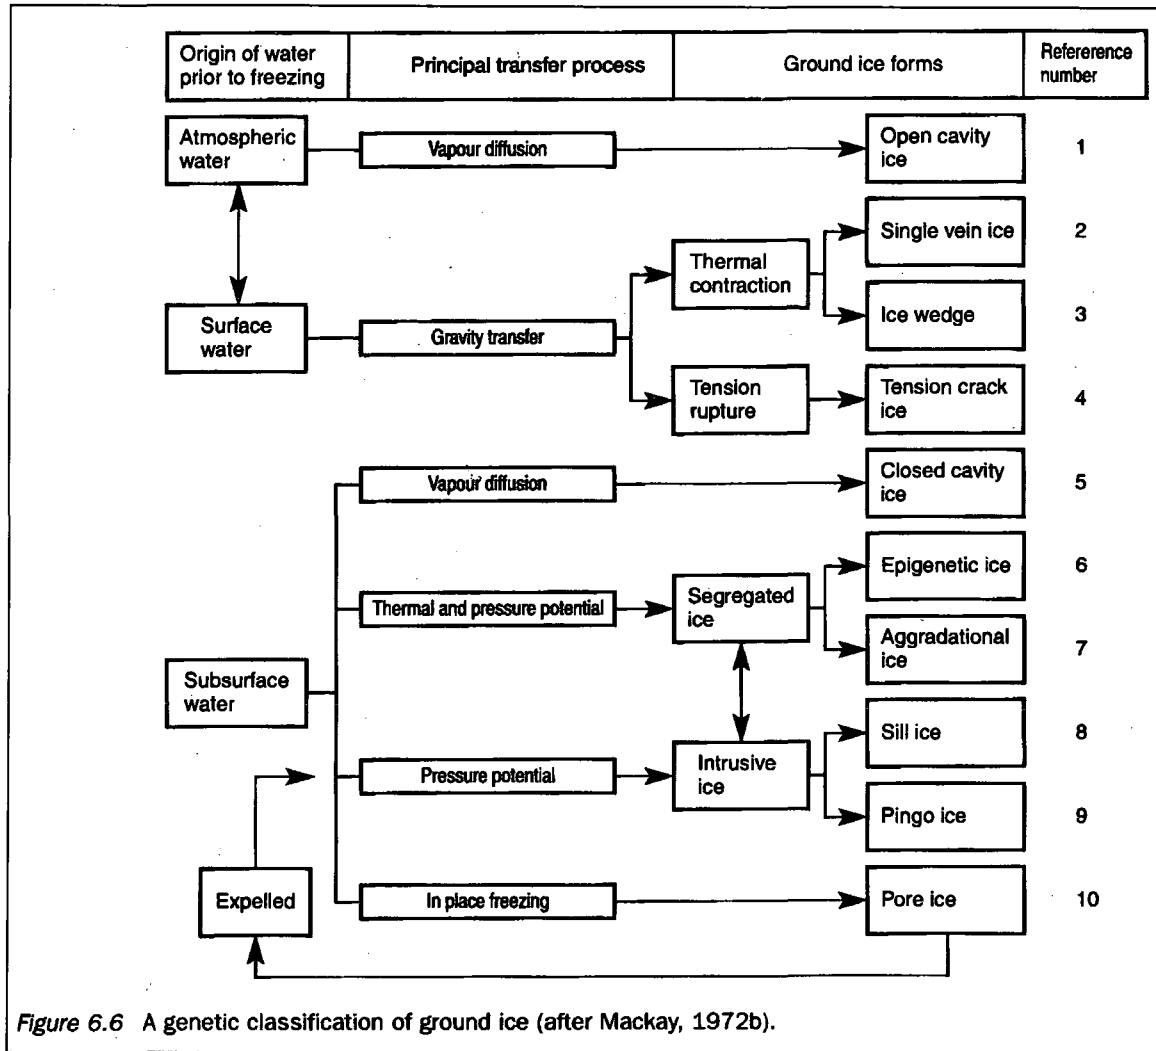 Origin of water
prior to freezing
Principal transfer process
Ground ice forms
Refererence
number
Atmospheric
water
Vapour diffusion
Open cavity
ice
1
Single vein ice
2
Thermal
contraction
Ice wedge
3
Surface
water
Gravity transfer
Tension
rupture
Tension crack
ice
4
Vapour diffusion
Closed cavity
ice
5
Epigenetic ice
6
Thermal and pressure potential
Segregated
ice
Aggradational
ice
7
Subsurface
water
Sill ice
8
Pressure potential
Intrusive
ice
Pingo ice
9
Expelled
In place freezing
Pore ice
10
Figure 6.6 A genetic classification of ground ice (after Mackay, 1972b).